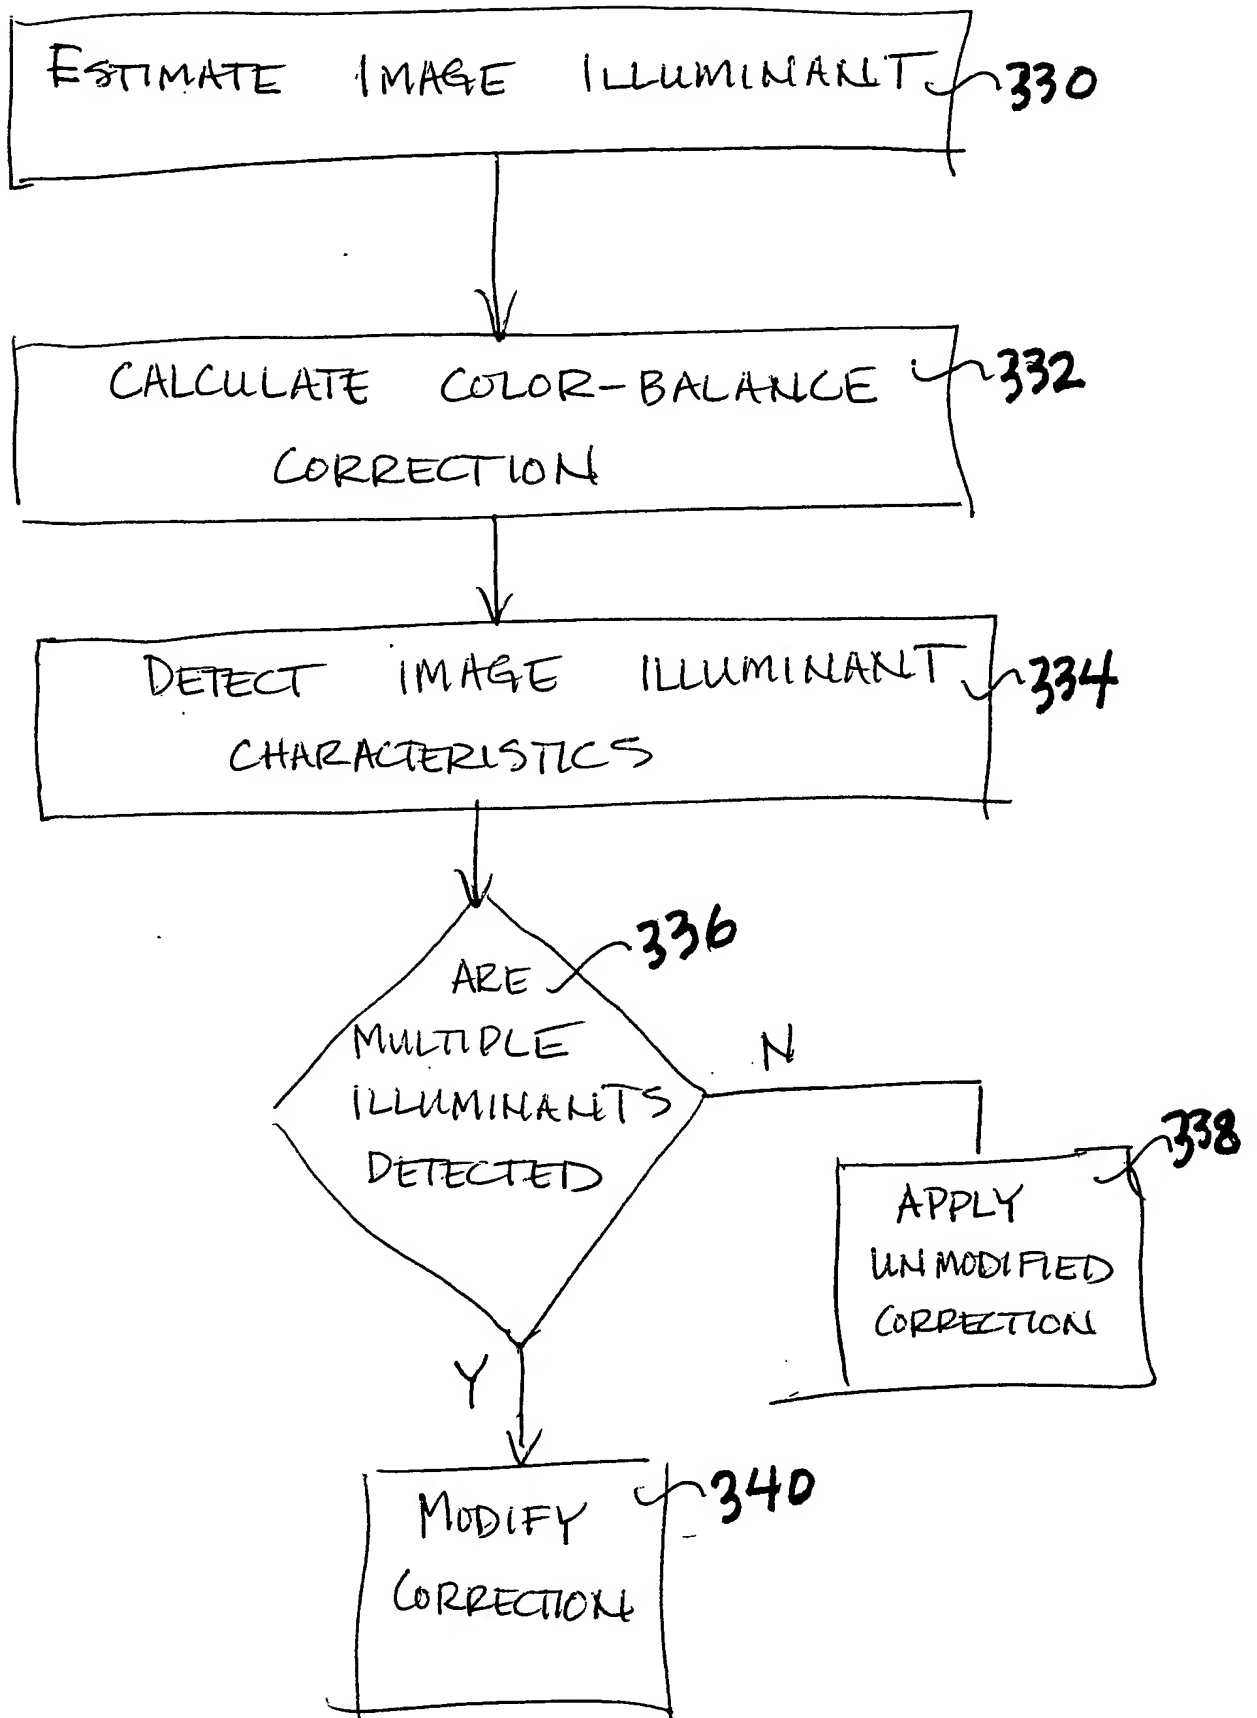 ESTIMATE IMAGE ILLUMINANT 330
CALCULATE COLOR-BALANCE 332
CORRECTION
DETECT IMAGE ILLUMINANT 334
CHARACTERISTICS
336
ARE
MULTIPLE
ILLUMINANTS
DETECTED
N
338
APPLY
UNMODIFIED
CORRECTION
Y
340
MODIFY
CORRECTION